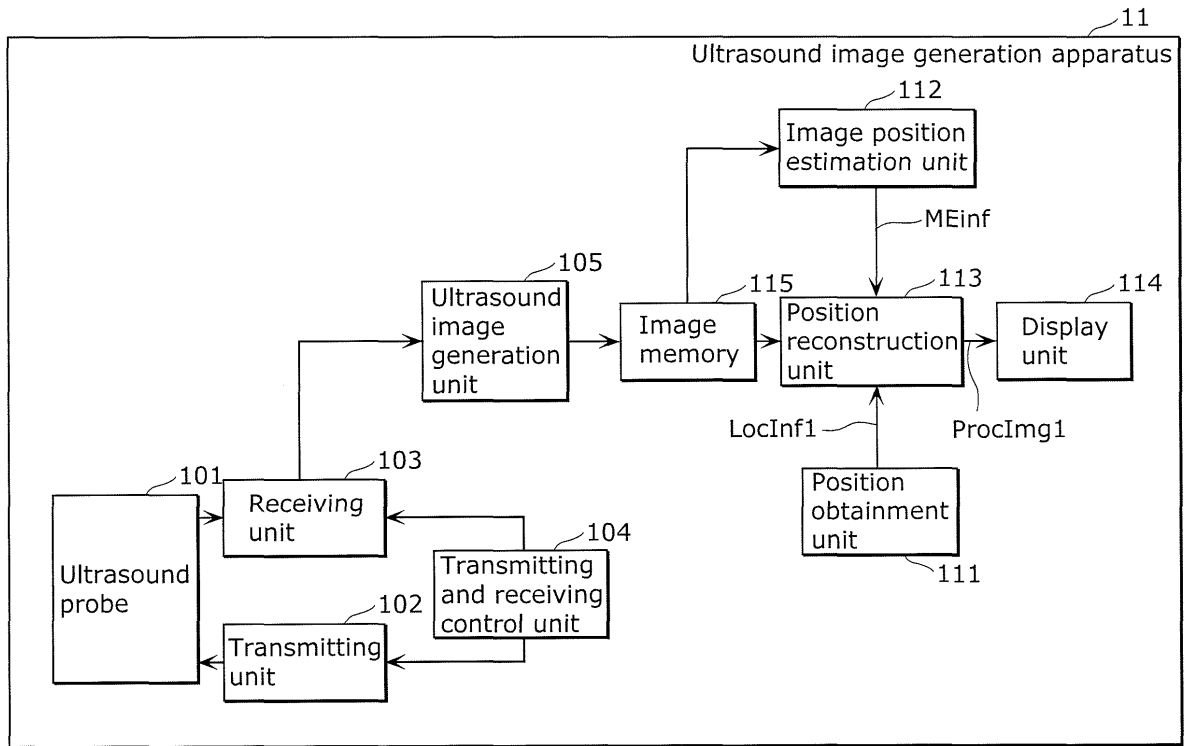 11
Ultrasound image generation apparatus
112
Image position
estimation unit
MEinf
105
Ultrasound
image
generation
unit
115
Image
memory
113
Position
reconstruction
unit
114
Display
unit
LocInf1
ProcImg1
101
Ultrasound
probe
103
Receiving
unit
104
Transmitting
and receiving
control unit
Position
obtainment
unit
111
102
Transmitting
unit